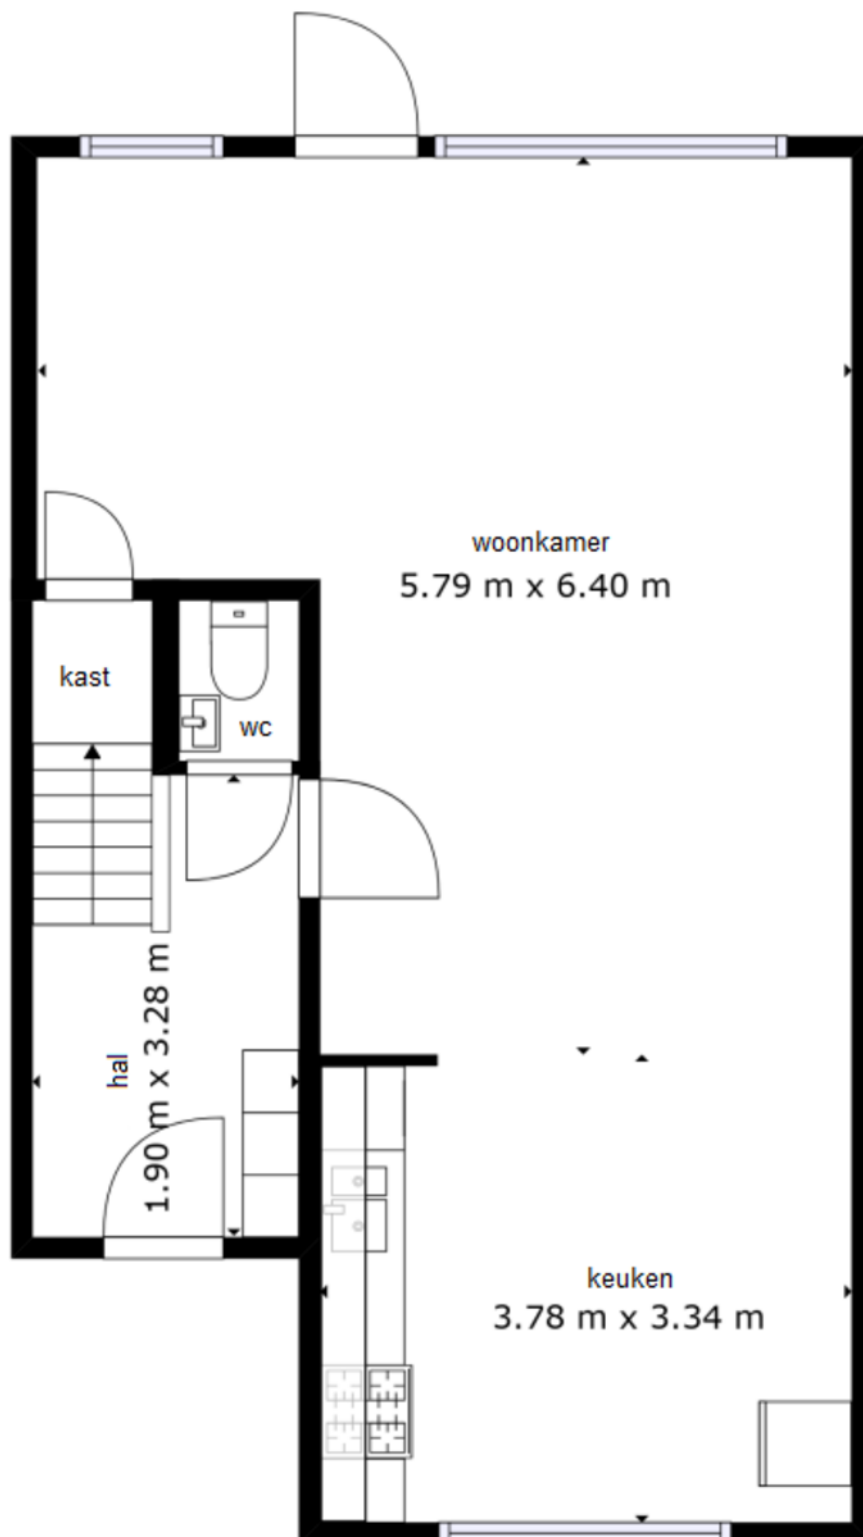 woonkamer
5.79 m x 6.40 m
kast
wc
hal
1.90 m x 3.28 m
keuken
3.78 m x 3.34 m